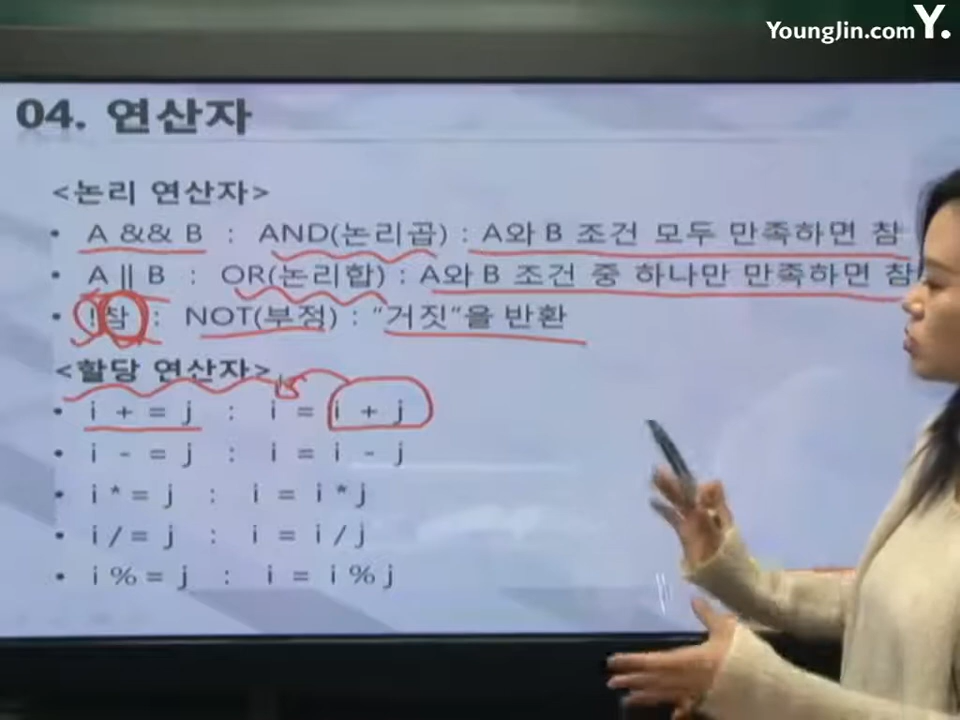 YoungJin.com Y.
04. 연산자
<논리 연산자>
• A && B : AND(논리곱) : A와 B 조건 모두 만족하면 참
• A || B : OR(논리합) : A와 B 조건 중 하나만 만족하면 참
• !참 : NOT(부정) : "거짓"을 반환
<할당 연산자>
• i + = j : i = i + j
• i - = j : i = i - j
• i * = j : i = i * j
• i / = j : i = i / j
• i % = j : i = i % j